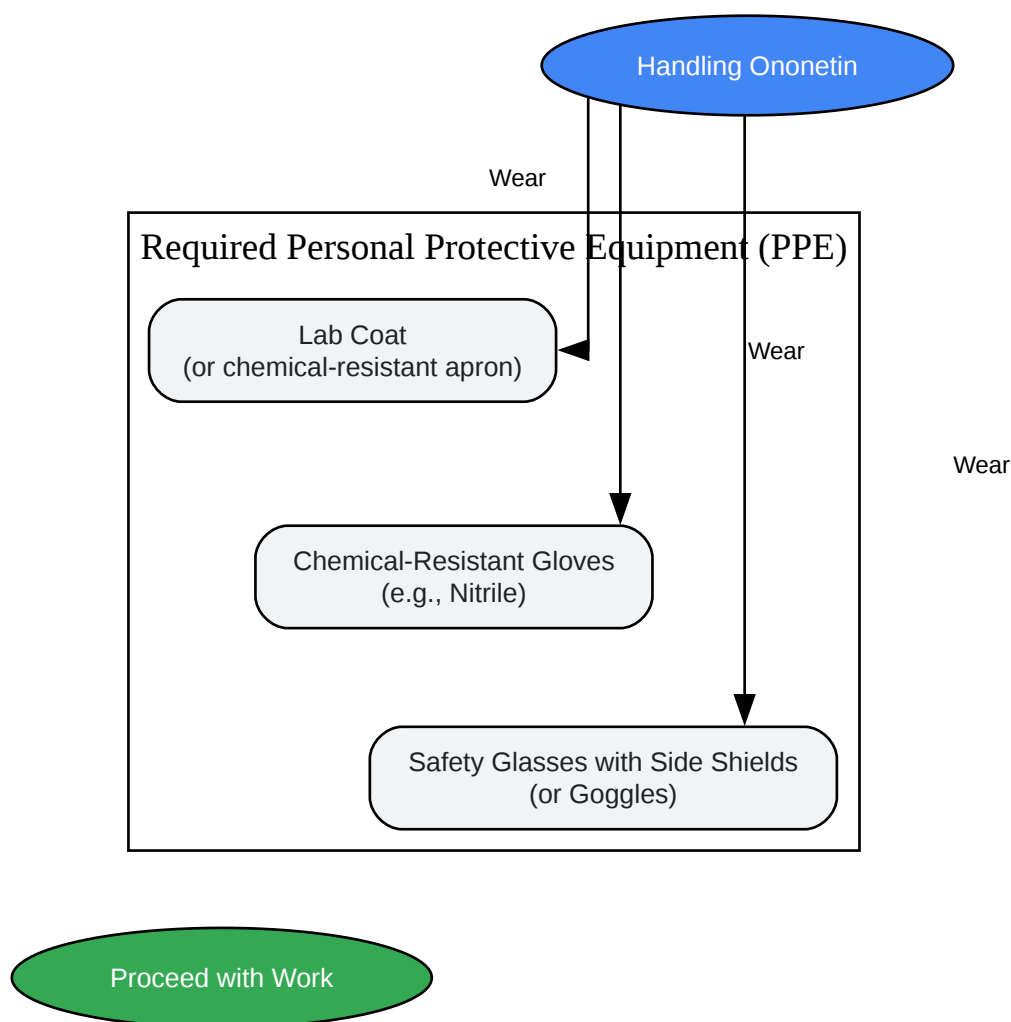 Handling Ononetin
Wear
Required Personal Protective Equipment (PPE)
Lab Coat
(or chemical-resistant apron)
Wear
Wear
Chemical-Resistant Gloves
(e.g., Nitrile)
Safety Glasses with Side Shields
(or Goggles)
Proceed with Work